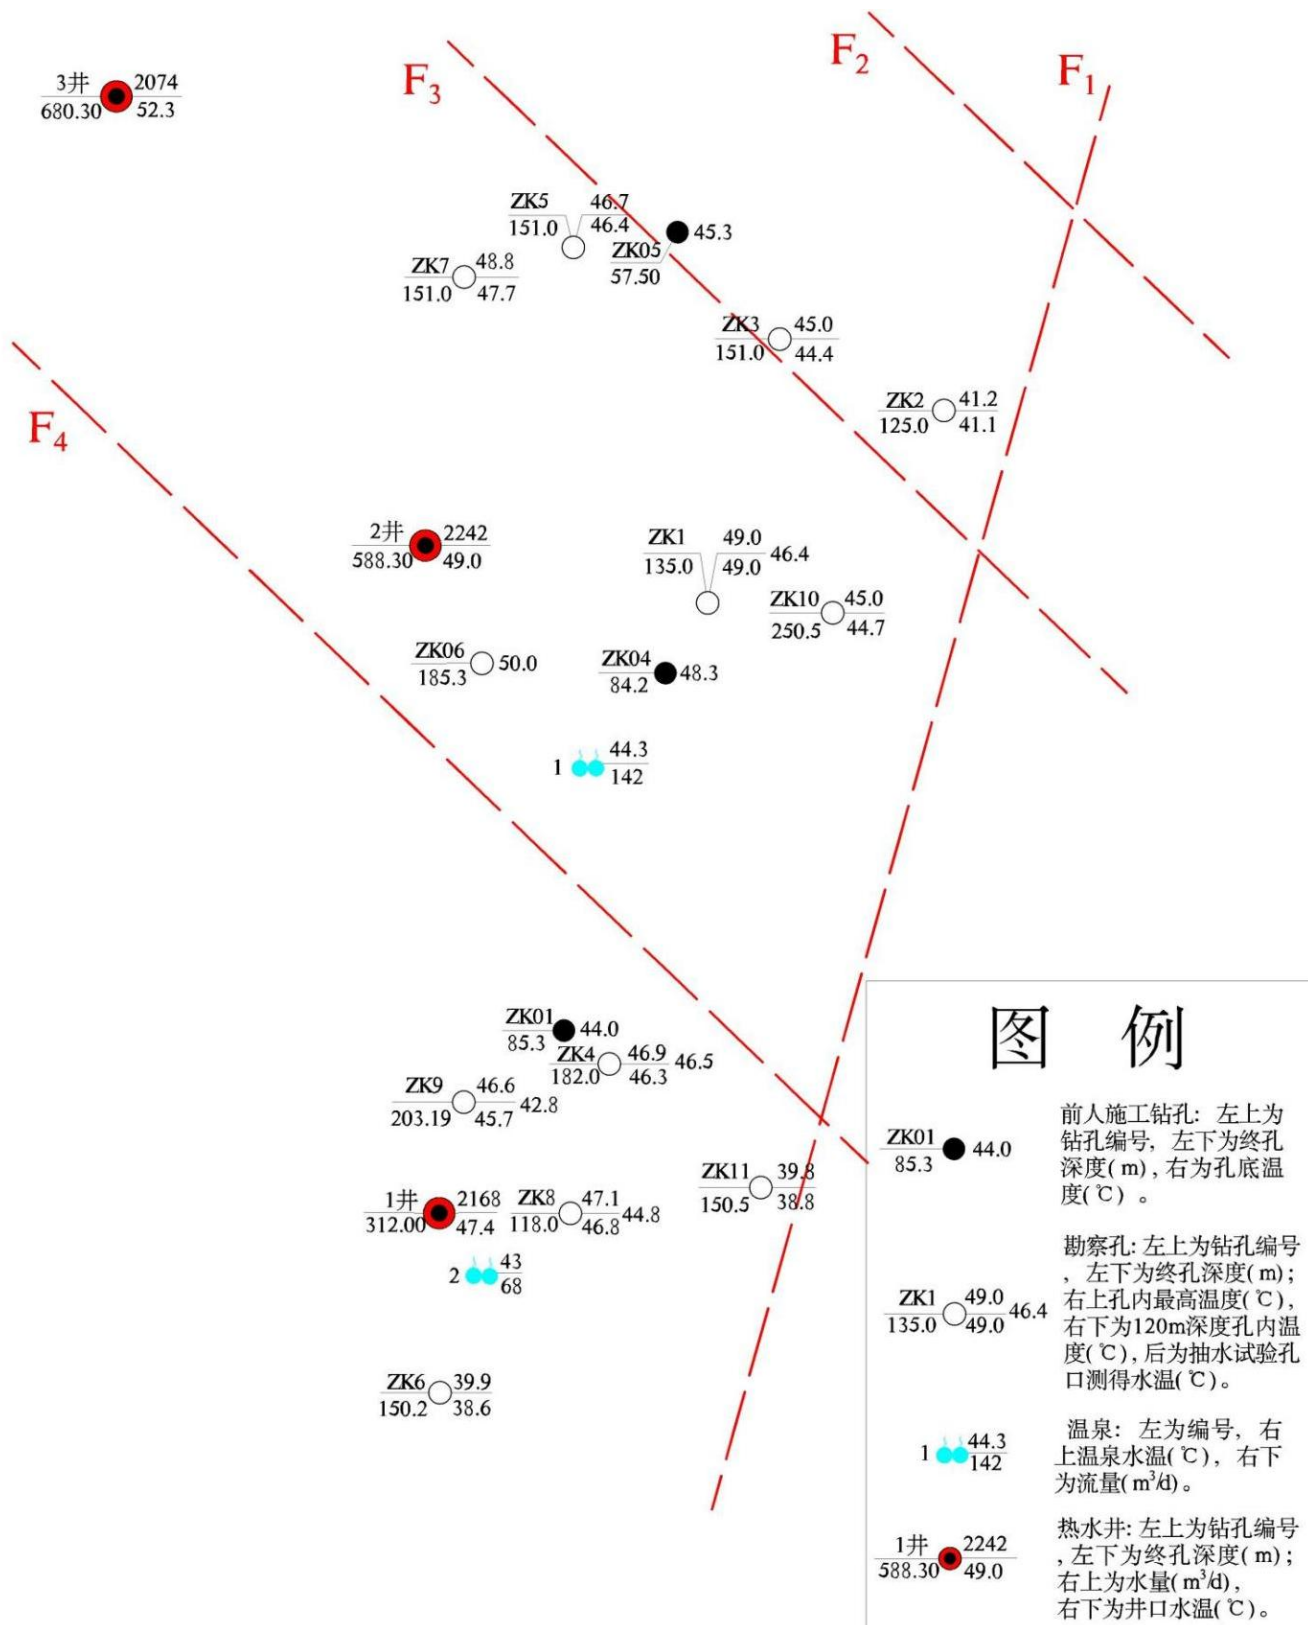 F₂
F₃
F₁
3井 2074
680.30 52.3
ZK5 46.7
151.0 46.4
ZK05 45.3
57.50
ZK7 48.8
151.0 47.7
ZK3 45.0
151.0 44.4
F₄
ZK2 41.2
125.0 41.1
2井 2242
588.30 49.0
ZK1 49.0 46.4
135.0 49.0
ZK10 45.0
250.5 44.7
ZK06 50.0
185.3
ZK04 48.3
84.2
1 44.3
142
ZK01 44.0
85.3
ZK4 46.9 46.5
182.0 46.3
ZK9 46.6 42.8
203.19 45.7
ZK11 39.8
150.5 38.8
1井 2168
312.00 47.4
ZK8 47.1 44.8
118.0 46.8
2 43
68
ZK6 39.9
150.2 38.6
图 例
ZK01 44.0
85.3
前人施工钻孔：左上为
钻孔编号，左下为终孔
深度(m)，右为孔底温
度(℃) 。
ZK1 49.0 46.4
135.0 49.0
勘察孔：左上为钻孔编号
，左下为终孔深度(m)；
右上孔内最高温度(℃)，
右下为120m深度孔内温
度(℃)，后为抽水试验孔
口测得水温(℃)。
1 44.3
142
温泉：左为编号，右
上温泉水温(℃)，右下
为流量(m³/d)。
1井 2242
588.30 49.0
热水井：左上为钻孔编号
，左下为终孔深度(m)；
右上为水量(m³/d)，
右下为井口水温(℃)。